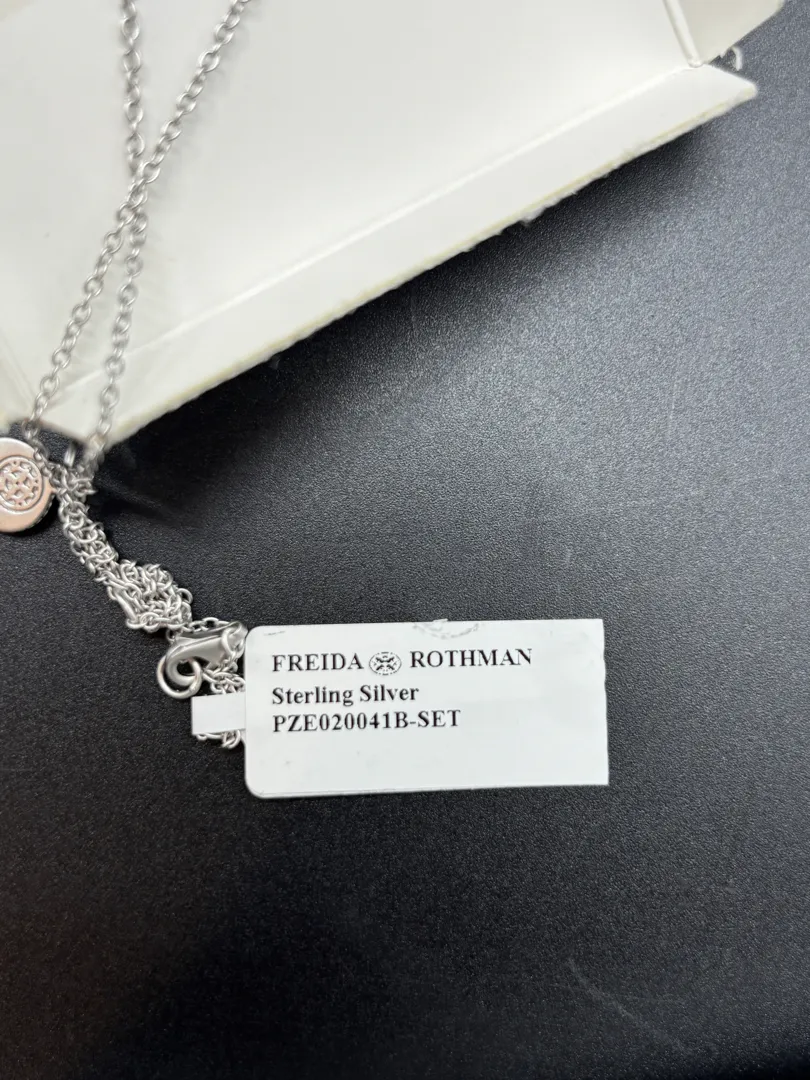 FREIDA ROTHMAN
Sterling Silver
PZE020041B-SET